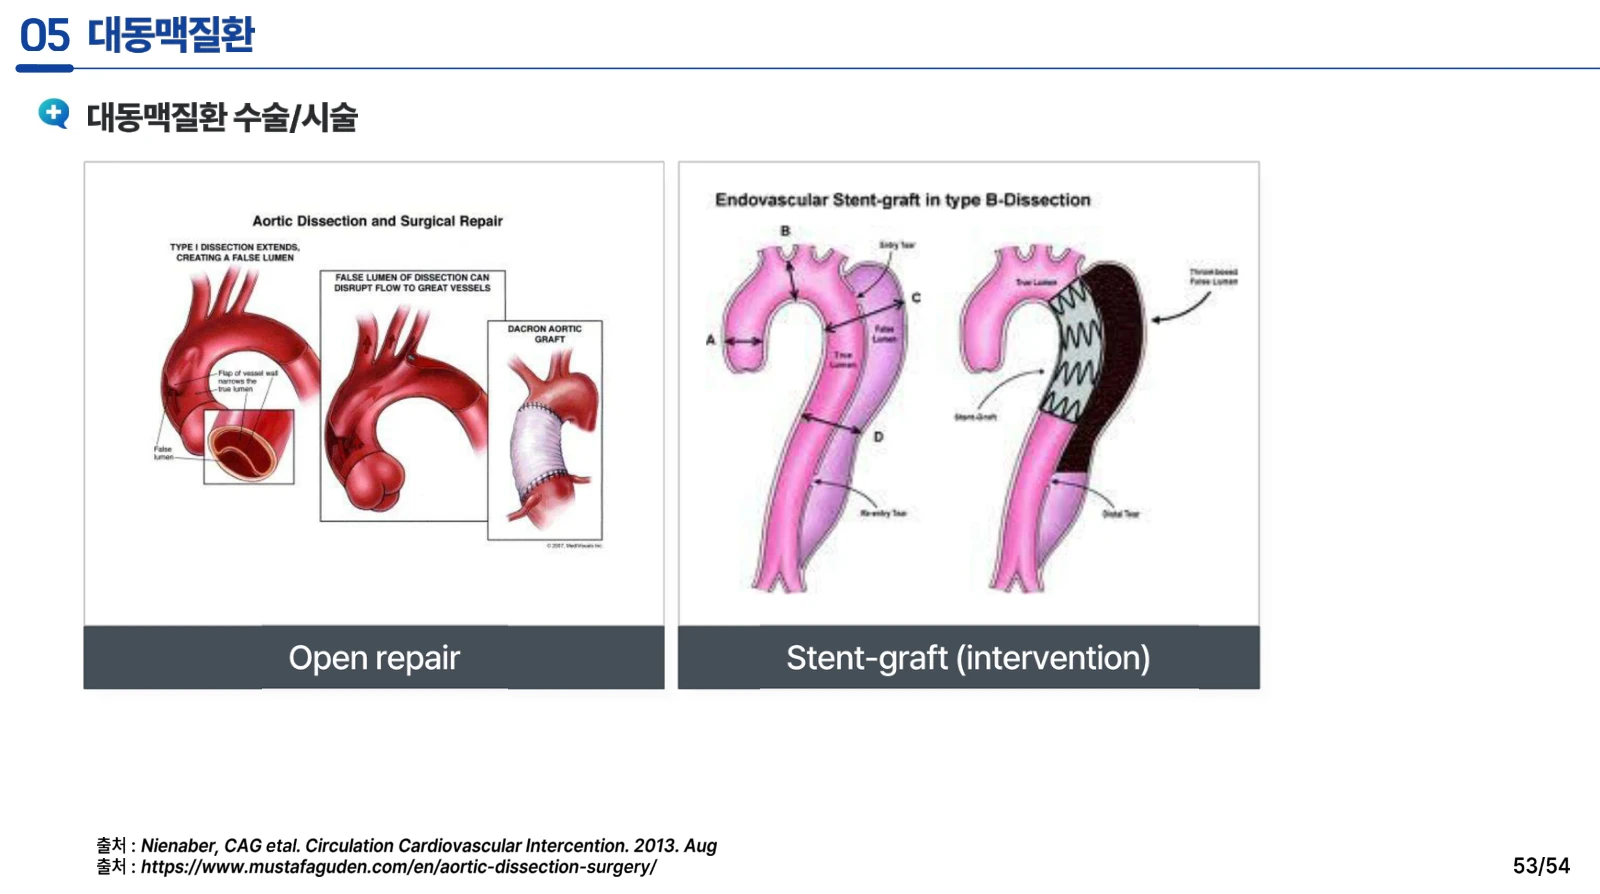 05 대동맥질환
대동맥질환 수술/시술
Aortic Dissection and Surgical Repair
TYPE I DISSECTION EXTENDS,
CREATING A FALSE LUMEN
FALSE LUMEN OF DISSECTION CAN
DISRUPT FLOW TO GREAT VESSELS
DACRON AORTIC
GRAFT
Flap of vessel wall
narrows the
true lumen
False
lumen
Open repair
Endovascular Stent-graft in type B-Dissection
B
Entry Tear
C
A
False
Lumen
True
Lumen
D
Re-entry Tear
True Lumen
Thrombosed
False Lumen
Stent-Graft
Distal Tear
Stent-graft (intervention)
출처 : Nienaber, CAG etal. Circulation Cardiovascular Intercention. 2013. Aug
출처 : https://www.mustafaguden.com/en/aortic-dissection-surgery/
53/54